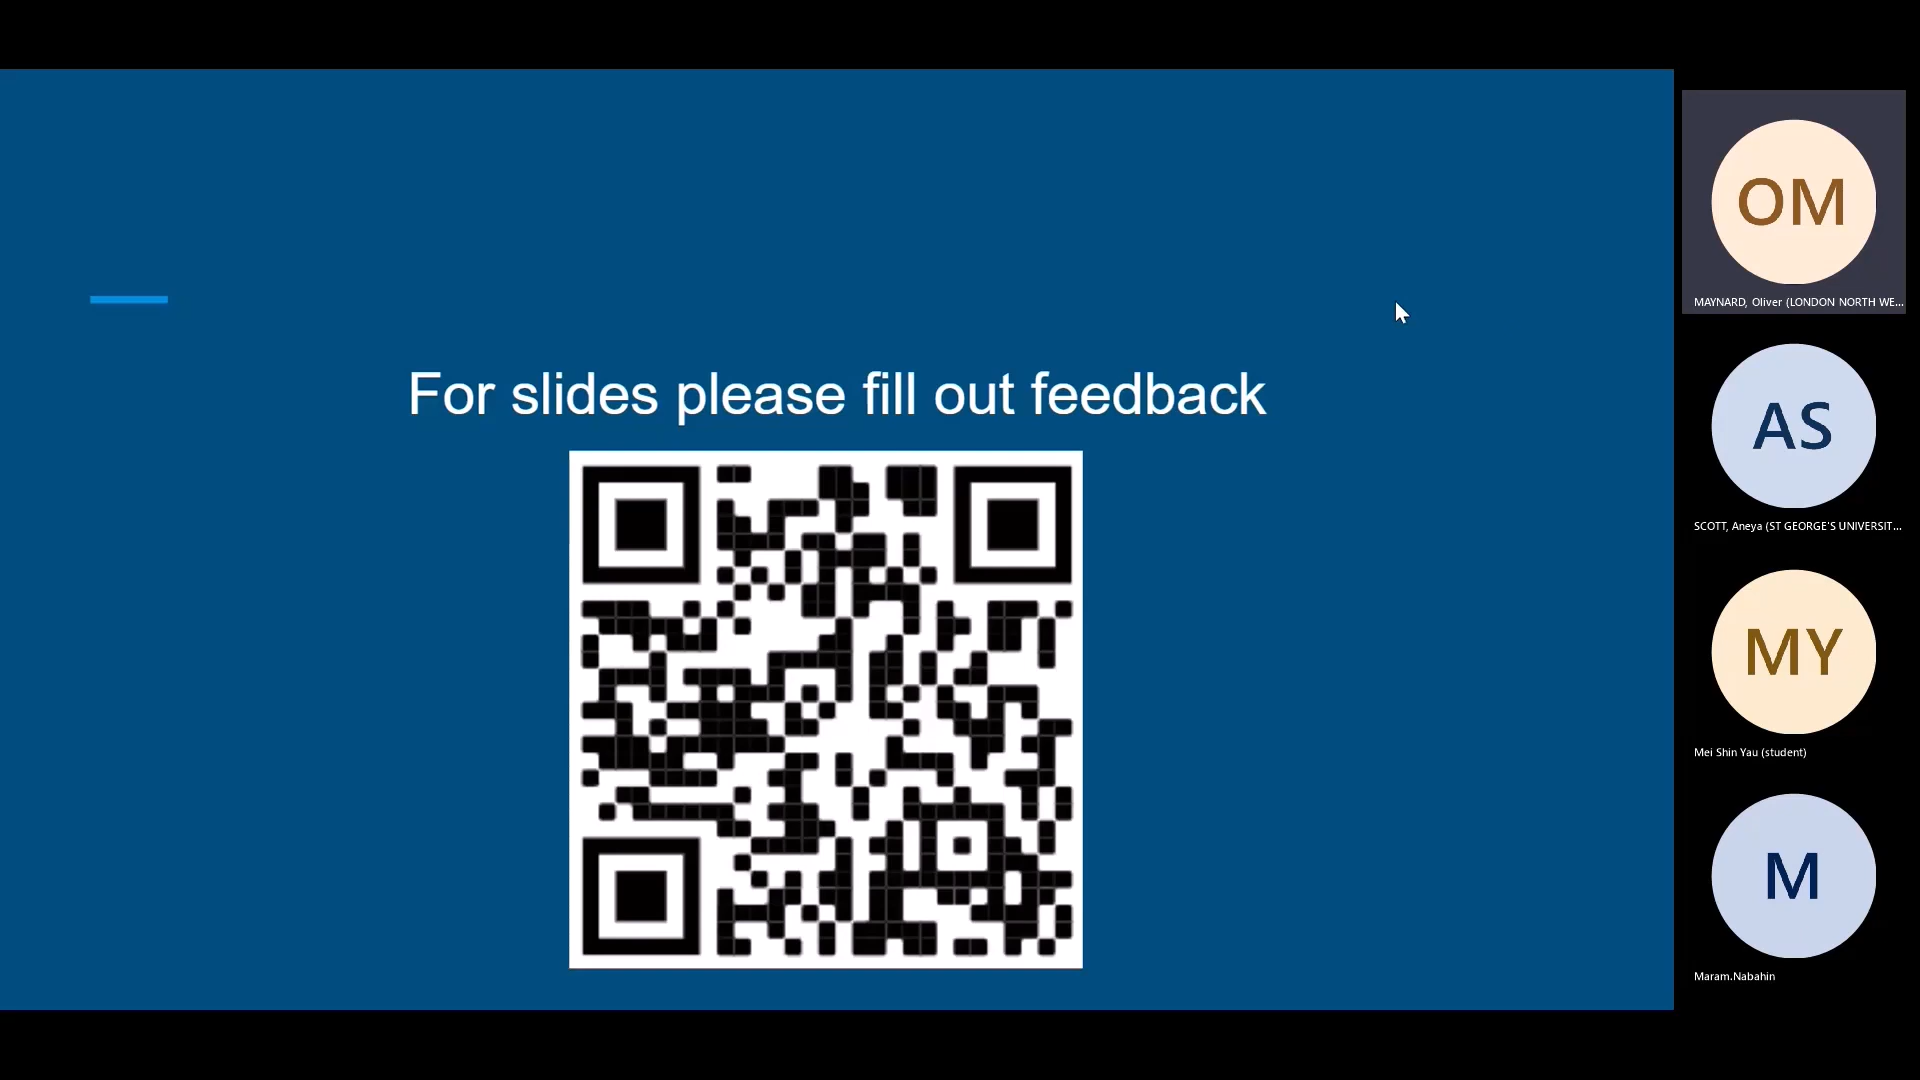 For slides please fill out feedback
OM
MAYNARD, Oliver (LONDON NORTH WE...
AS
SCOTT, Aneya (ST GEORGE'S UNIVERSIT...
MY
Mei Shin Yau (student)
M
Maram.Nabahin